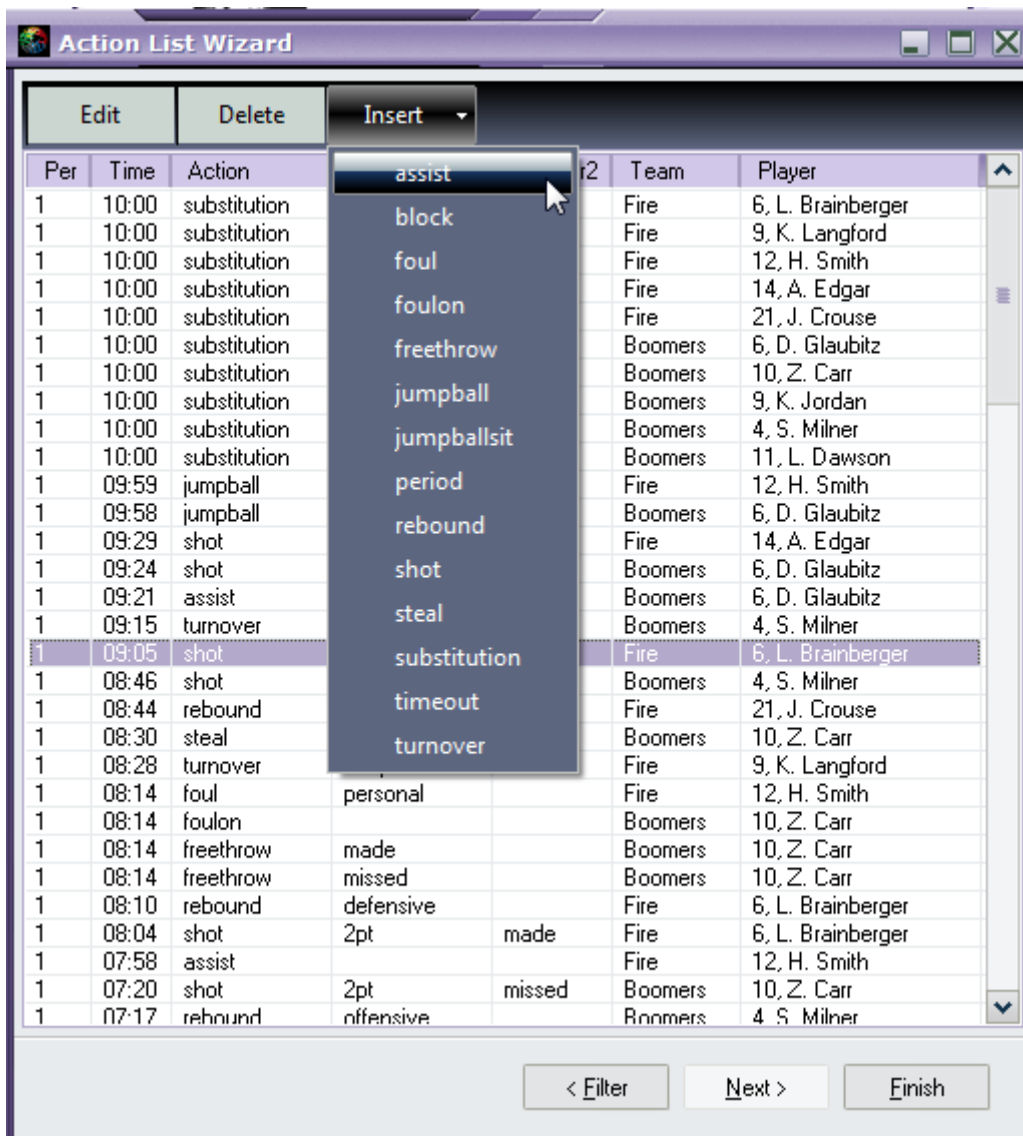 Action List Wizard
Edit Delete Insert
Per Time Action r2 Team Player
1 10:00 substitution Fire 6, L. Brainberger
1 10:00 substitution Fire 9, K. Langford
1 10:00 substitution Fire 12, H. Smith
1 10:00 substitution Fire 14, A. Edgar
1 10:00 substitution Fire 21, J. Crouse
1 10:00 substitution Boomers 6, D. Glaubitz
1 10:00 substitution Boomers 10, Z. Carr
1 10:00 substitution Boomers 9, K. Jordan
1 10:00 substitution Boomers 4, S. Milner
1 10:00 substitution Boomers 11, L. Dawson
1 09:59 jumpball Fire 12, H. Smith
1 09:58 jumpball Boomers 6, D. Glaubitz
1 09:29 shot Fire 14, A. Edgar
1 09:24 shot Boomers 6, D. Glaubitz
1 09:21 assist Boomers 6, D. Glaubitz
1 09:15 turnover Boomers 4, S. Milner
1 09:05 shot Fire 6, L. Brainberger
1 08:46 shot Boomers 4, S. Milner
1 08:44 rebound Fire 21, J. Crouse
1 08:30 steal Boomers 10, Z. Carr
1 08:28 turnover Fire 9, K. Langford
1 08:14 foul personal Fire 12, H. Smith
1 08:14 foulon Boomers 10, Z. Carr
1 08:14 freethrow made Boomers 10, Z. Carr
1 08:14 freethrow missed Boomers 10, Z. Carr
1 08:10 rebound defensive Fire 6, L. Brainberger
1 08:04 shot 2pt made Fire 6, L. Brainberger
1 07:58 assist Fire 12, H. Smith
1 07:20 shot 2pt missed Boomers 10, Z. Carr
1 07:17 rebound offensive Boomers 4, S. Milner
assist
block
foul
foulon
freethrow
jumpball
jumpballsit
period
rebound
shot
steal
substitution
timeout
turnover
< Filter Next > Finish